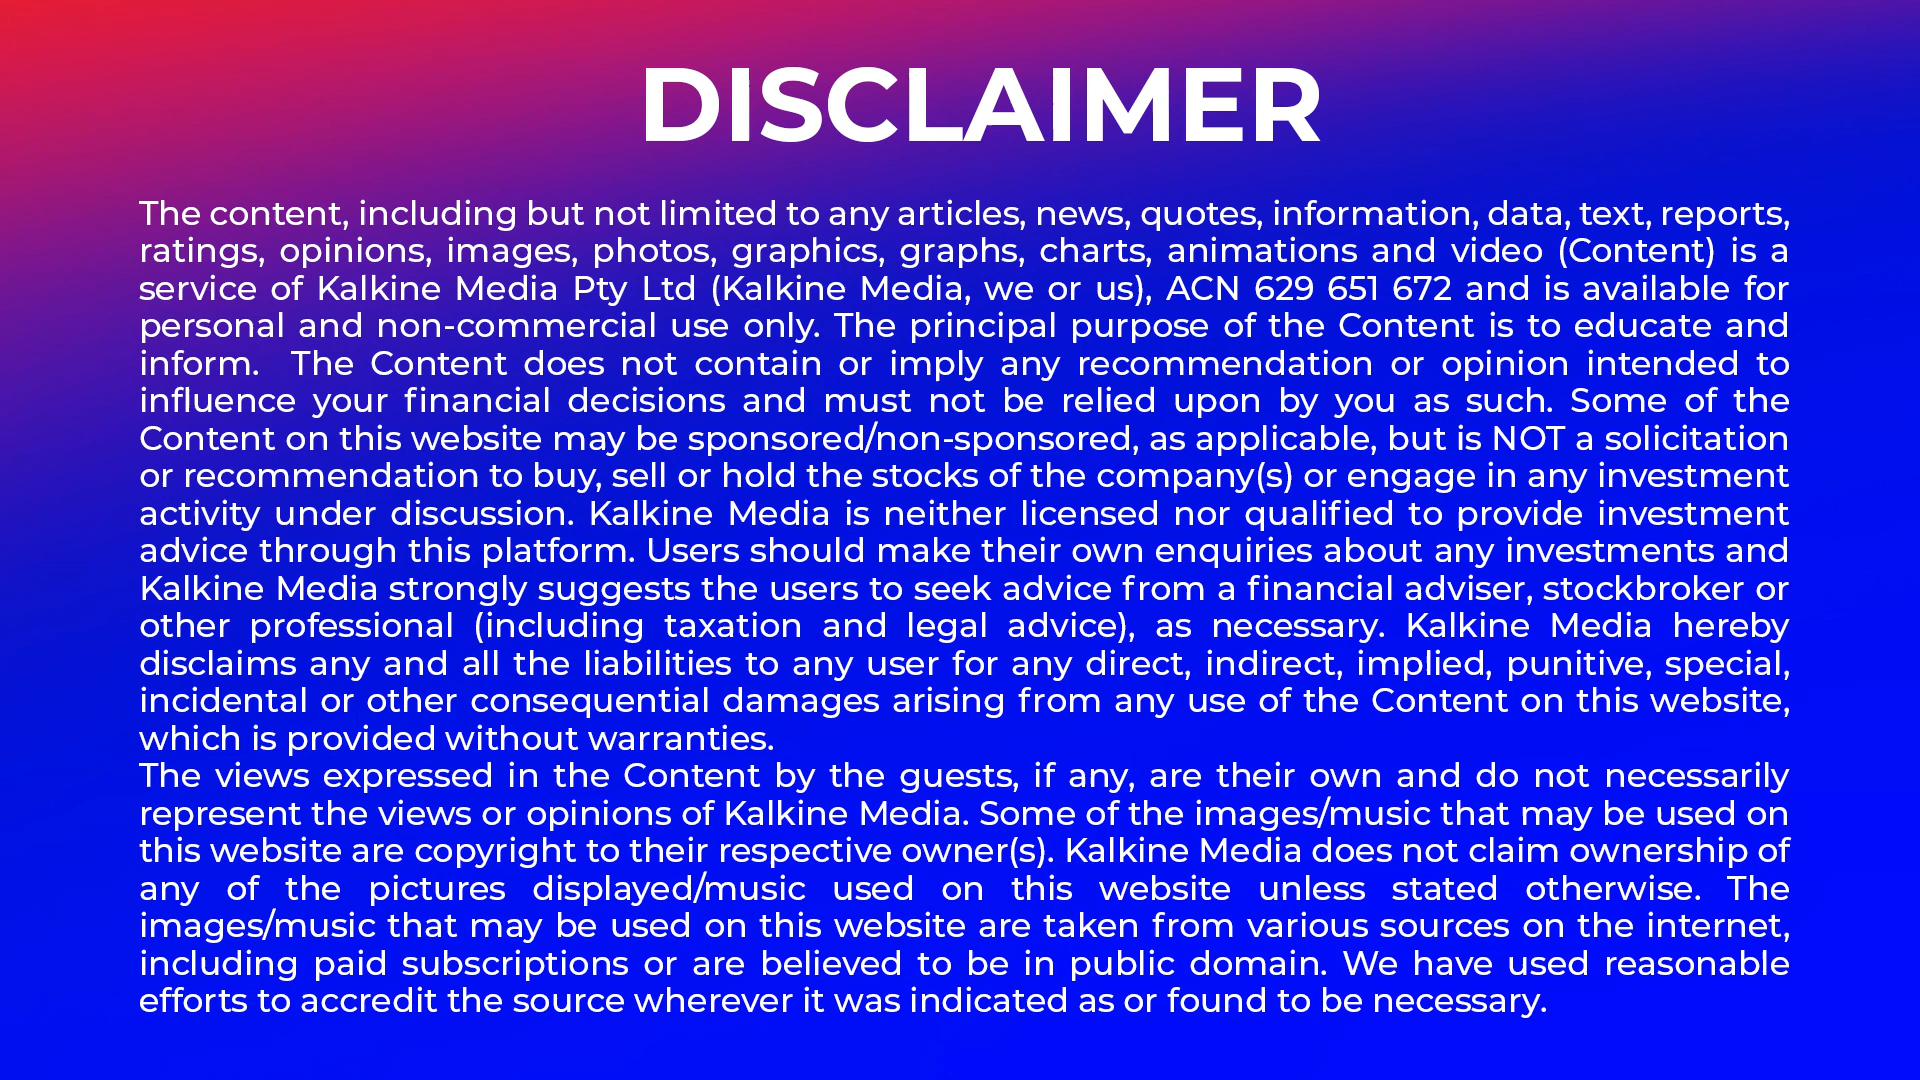 DISCLAIMER
The content, including but not limited to any articles, news, quotes, information, data, text, reports,
ratings, opinions, images, photos, graphics, graphs, charts, animations and video (Content) is a
service of Kalkine Media Pty Ltd (Kalkine Media, we or us), ACN 629 651 672 and is available for
personal and non-commercial use only. The principal purpose of the Content is to educate and
inform.  The Content does not contain or imply any recommendation or opinion intended to
influence your financial decisions and must not be relied upon by you as such. Some of the
Content on this website may be sponsored/non-sponsored, as applicable, but is NOT a solicitation
or recommendation to buy, sell or hold the stocks of the company(s) or engage in any investment
activity under discussion. Kalkine Media is neither licensed nor qualified to provide investment
advice through this platform. Users should make their own enquiries about any investments and
Kalkine Media strongly suggests the users to seek advice from a financial adviser, stockbroker or
other professional (including taxation and legal advice), as necessary. Kalkine Media hereby
disclaims any and all the liabilities to any user for any direct, indirect, implied, punitive, special,
incidental or other consequential damages arising from any use of the Content on this website,
which is provided without warranties.
The views expressed in the Content by the guests, if any, are their own and do not necessarily
represent the views or opinions of Kalkine Media. Some of the images/music that may be used on
this website are copyright to their respective owner(s). Kalkine Media does not claim ownership of
any of the pictures displayed/music used on this website unless stated otherwise. The
images/music that may be used on this website are taken from various sources on the internet,
including paid subscriptions or are believed to be in public domain. We have used reasonable
efforts to accredit the source wherever it was indicated as or found to be necessary.